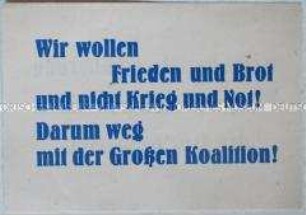 Wir wollen
Frieden und Brot
und nicht Krieg und Not!
Darum weg
mit der Großen Koalition!